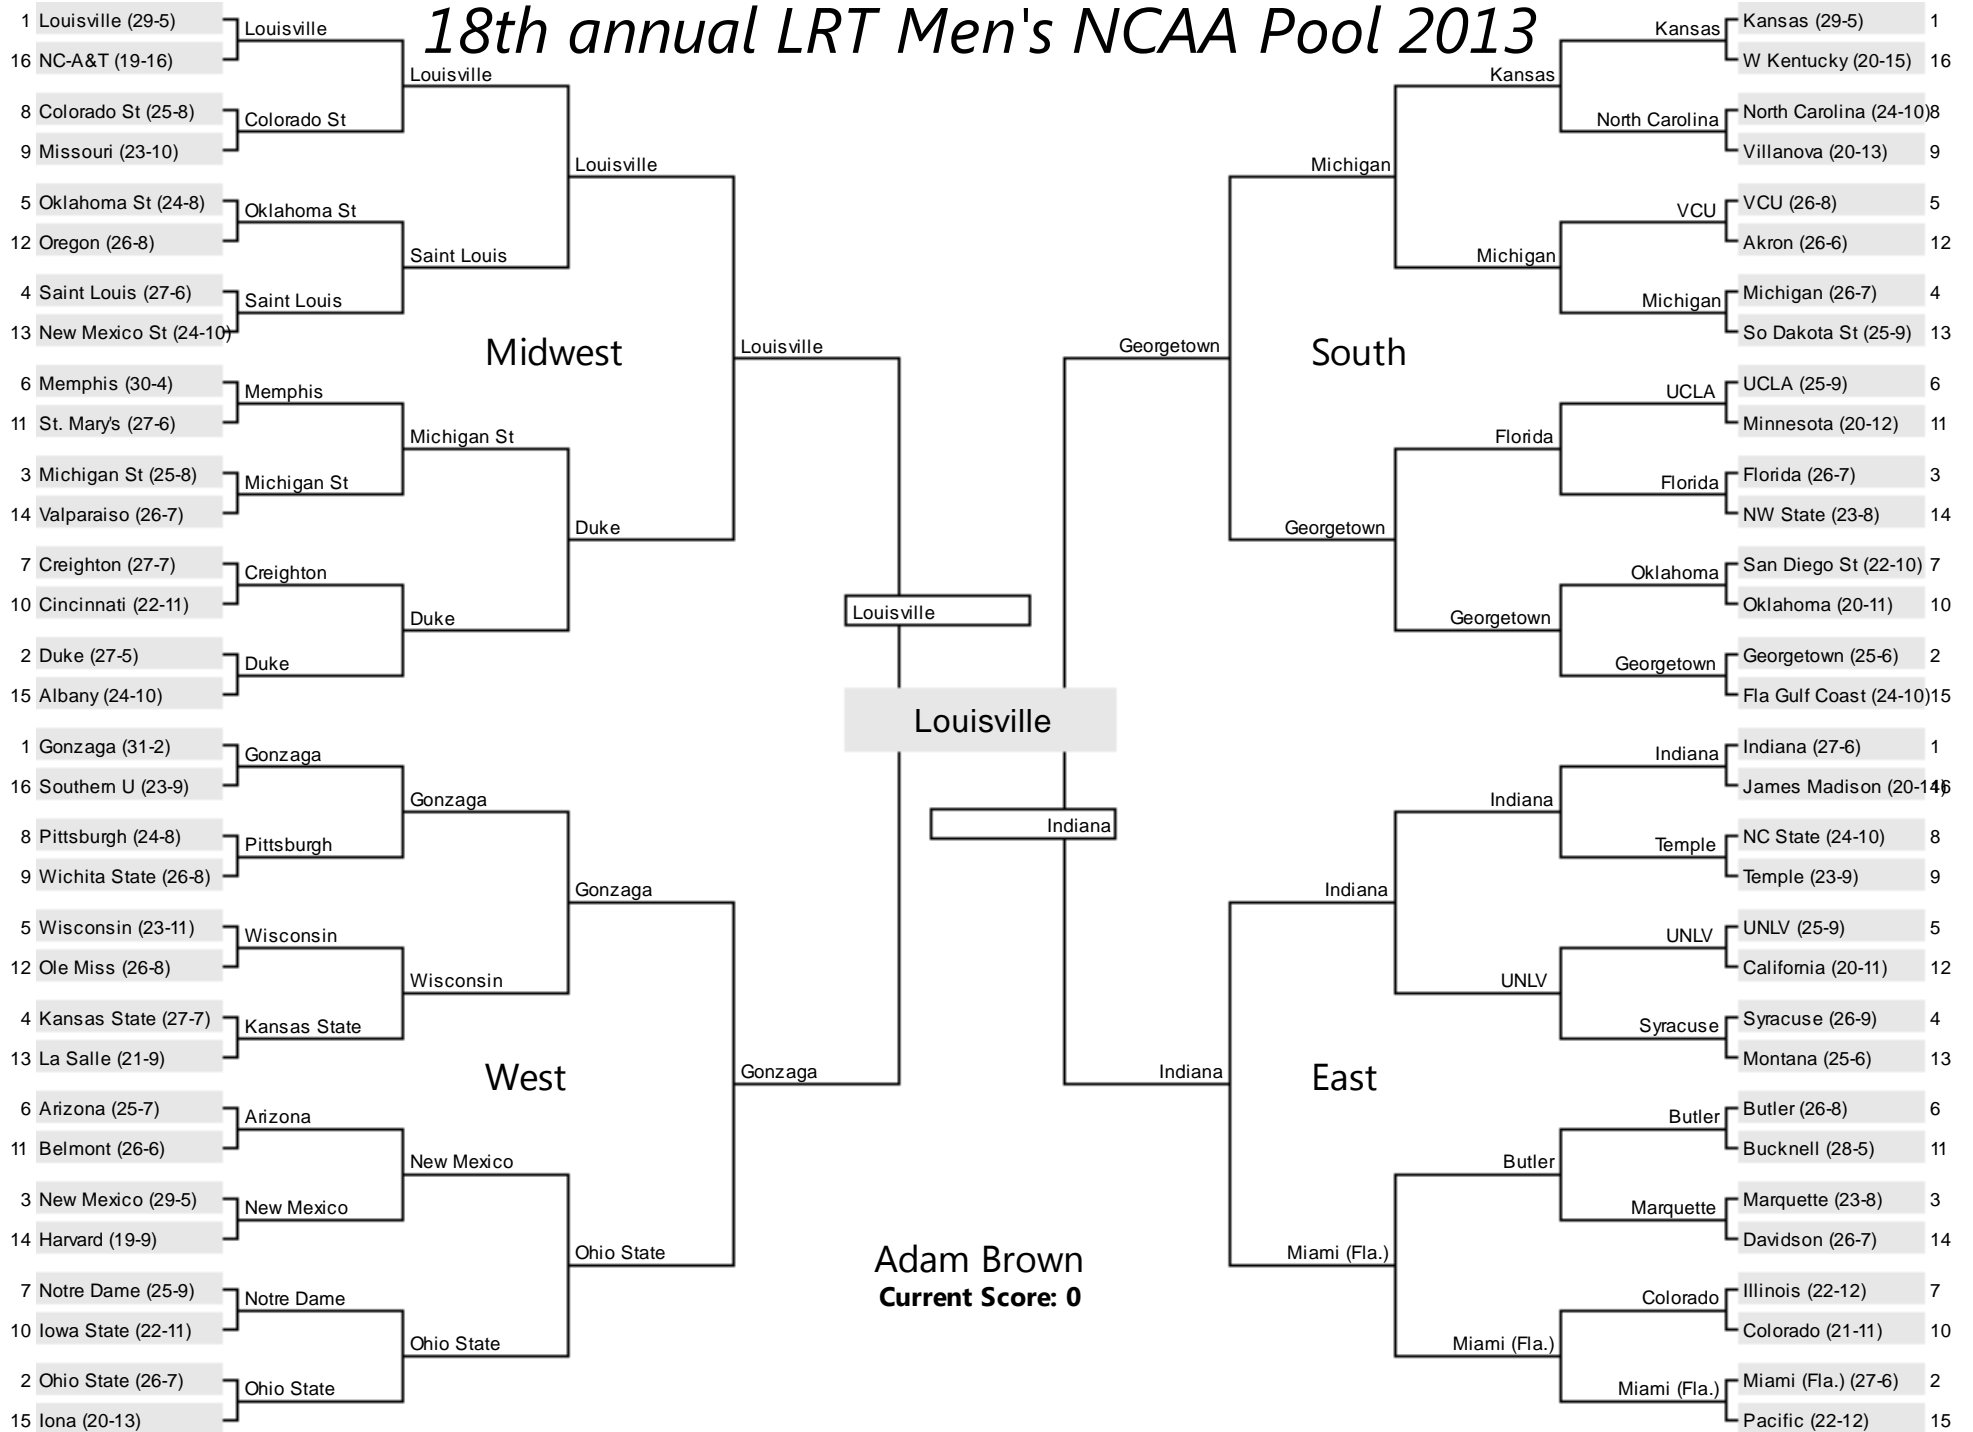 18th annual LRT Men's NCAA Pool 2013
1 Louisville (29-5)
16 NC-A&T (19-16)
8 Colorado St (25-8)
9 Missouri (23-10)
5 Oklahoma St (24-8)
12 Oregon (26-8)
4 Saint Louis (27-6)
13 New Mexico St (24-10)
6 Memphis (30-4)
11 St. Mary's (27-6)
3 Michigan St (25-8)
14 Valparaiso (26-7)
7 Creighton (27-7)
10 Cincinnati (22-11)
2 Duke (27-5)
15 Albany (24-10)
Louisville
Colorado St
Oklahoma St
Saint Louis
Memphis
Michigan St
Creighton
Duke
Louisville
Saint Louis
Michigan St
Duke
Louisville
Duke
Midwest
Louisville
1 Gonzaga (31-2)
16 Southern U (23-9)
8 Pittsburgh (24-8)
9 Wichita State (26-8)
5 Wisconsin (23-11)
12 Ole Miss (26-8)
4 Kansas State (27-7)
13 La Salle (21-9)
6 Arizona (25-7)
11 Belmont (26-6)
3 New Mexico (29-5)
14 Harvard (19-9)
7 Notre Dame (25-9)
10 Iowa State (22-11)
2 Ohio State (26-7)
15 Iona (20-13)
Gonzaga
Pittsburgh
Wisconsin
Kansas State
Arizona
New Mexico
Notre Dame
Ohio State
Gonzaga
Wisconsin
New Mexico
Ohio State
Gonzaga
Ohio State
West
Gonzaga
Louisville
Louisville
Indiana
Adam Brown
Current Score: 0
Georgetown
South
Michigan
Georgetown
Kansas
Michigan
Florida
Georgetown
Kansas
North Carolina
VCU
Michigan
UCLA
Florida
Oklahoma
Georgetown
Kansas (29-5) 1
W Kentucky (20-15) 16
North Carolina (24-10) 8
Villanova (20-13) 9
VCU (26-8) 5
Akron (26-6) 12
Michigan (26-7) 4
So Dakota St (25-9) 13
UCLA (25-9) 6
Minnesota (20-12) 11
Florida (26-7) 3
NW State (23-8) 14
San Diego St (22-10) 7
Oklahoma (20-11) 10
Georgetown (25-6) 2
Fla Gulf Coast (24-10) 15
Indiana
East
Indiana
Miami (Fla.)
Indiana
UNLV
Butler
Miami (Fla.)
Indiana
Temple
UNLV
Syracuse
Butler
Marquette
Colorado
Miami (Fla.)
Indiana (27-6) 1
James Madison (20-14) 16
NC State (24-10) 8
Temple (23-9) 9
UNLV (25-9) 5
California (20-11) 12
Syracuse (26-9) 4
Montana (25-6) 13
Butler (26-8) 6
Bucknell (28-5) 11
Marquette (23-8) 3
Davidson (26-7) 14
Illinois (22-12) 7
Colorado (21-11) 10
Miami (Fla.) (27-6) 2
Pacific (22-12) 15